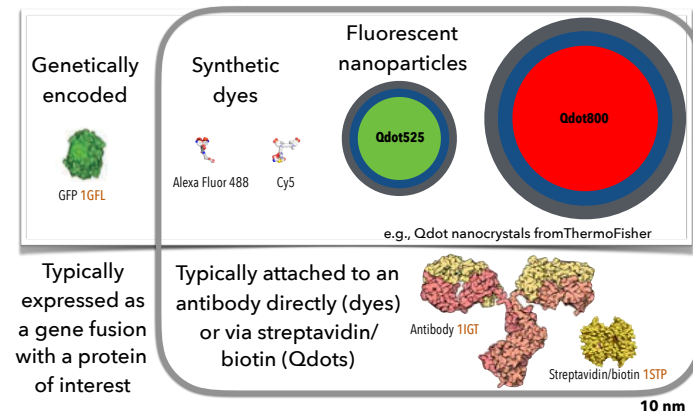 Genetically
encoded
GFP 1GFL
Synthetic
dyes
Alexa Fluor 488
Cy5
Fluorescent
nanoparticles
Qdot525
Qdot800
e.g., Qdot nanocrystals fromThermoFisher
Typically
expressed as
a gene fusion
with a protein
of interest
Typically attached to an
antibody directly (dyes)
or via streptavidin/
biotin (Qdots)
Antibody 1IGT
Streptavidin/biotin 1STP
10 nm